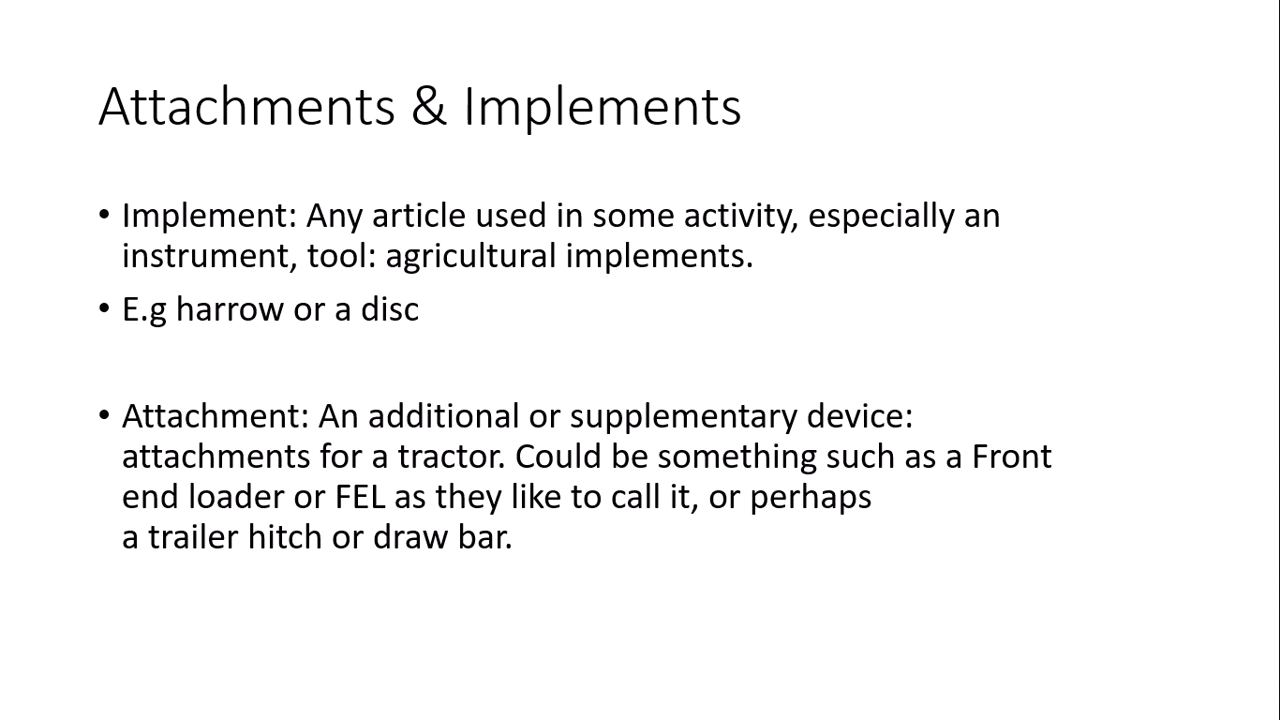 Attachments & Implements
• Implement: Any article used in some activity, especially an
instrument, tool: agricultural implements.
• E.g harrow or a disc
• Attachment: An additional or supplementary device:
attachments for a tractor. Could be something such as a Front
end loader or FEL as they like to call it, or perhaps
a trailer hitch or draw bar.